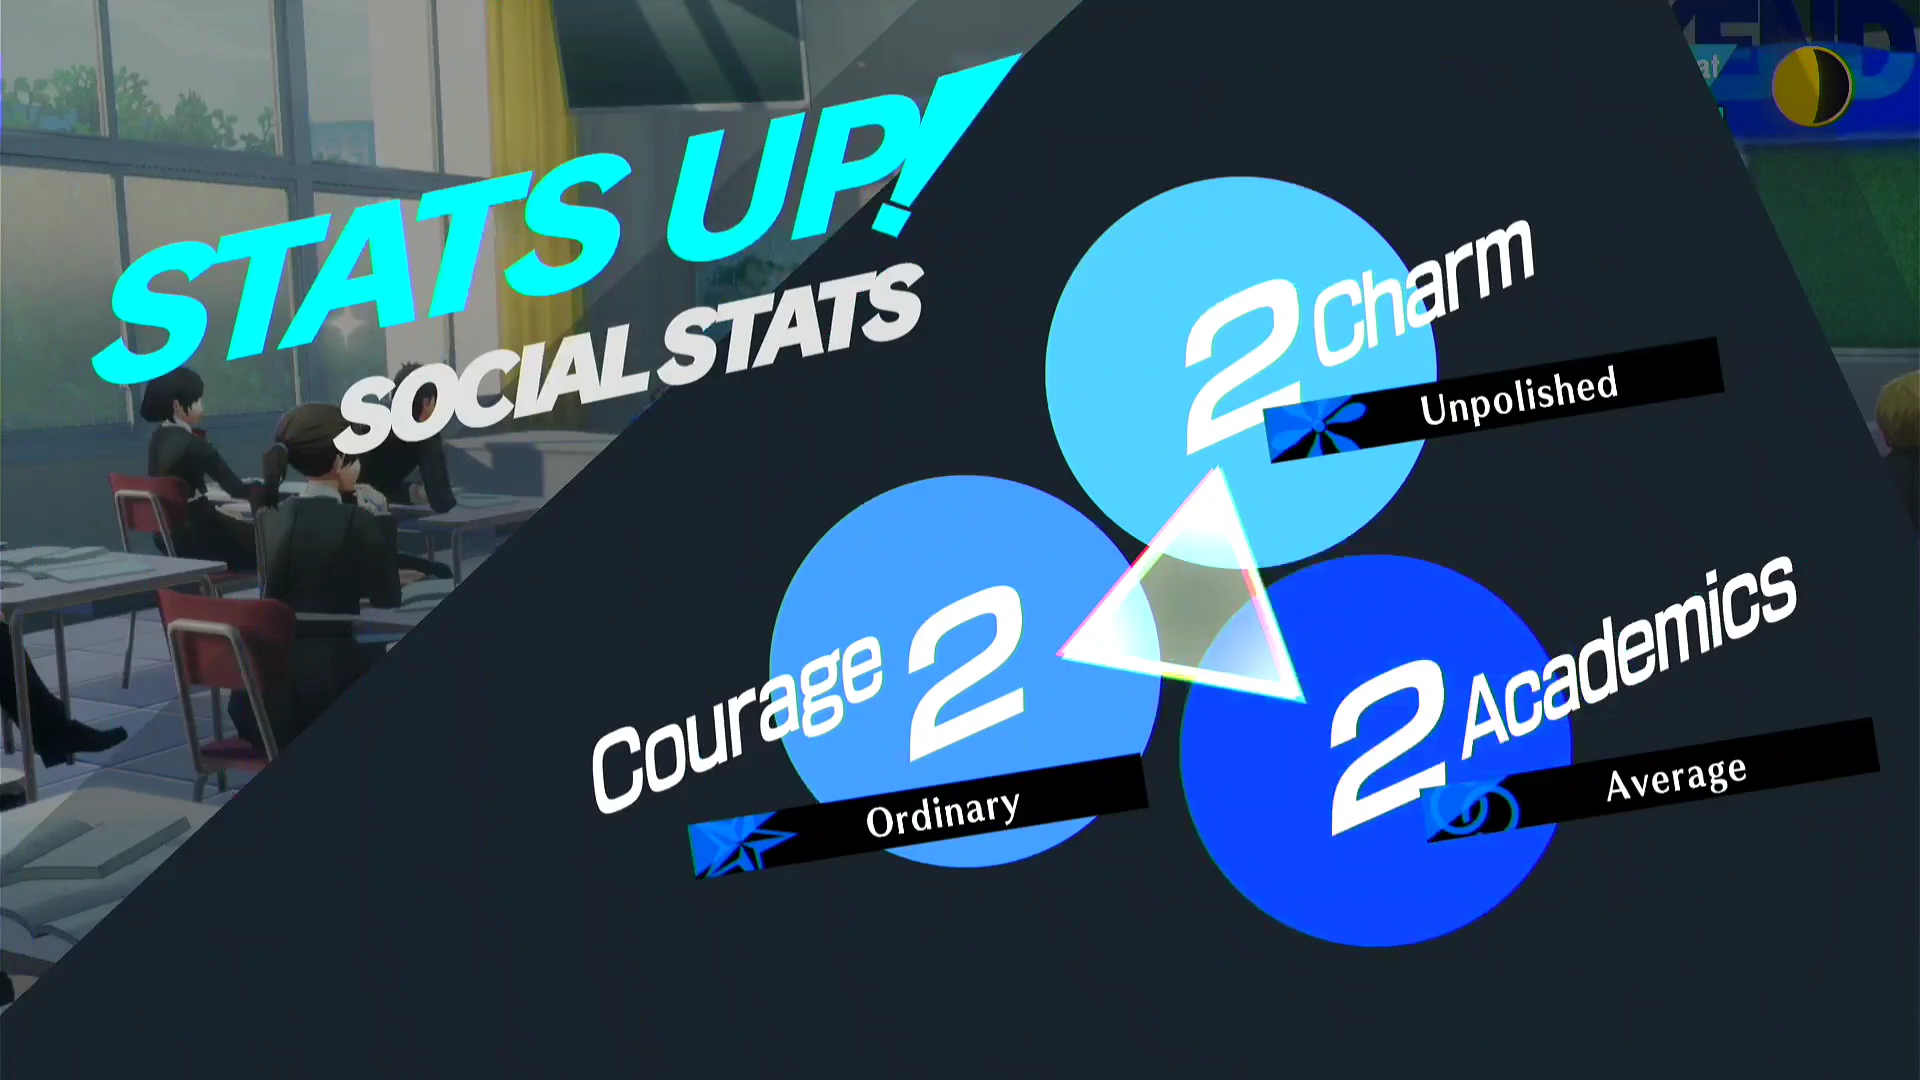 STATS UP!
SOCIAL STATS
2 Charm
Unpolished
Courage 2
Ordinary
2 Academics
Average